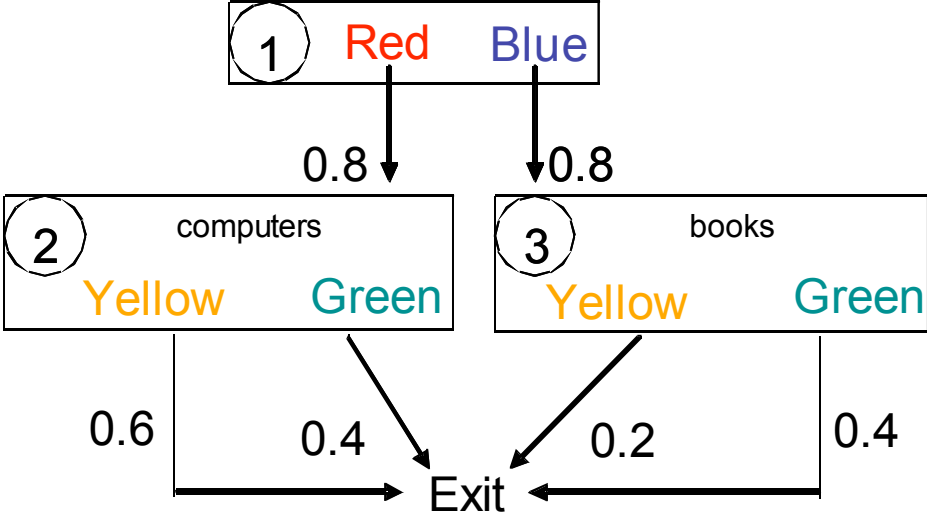 1 Red Blue
0.8 0.8
2 computers 3 books
Yellow Green Yellow Green
0.6 0.4 0.2 0.4
Exit